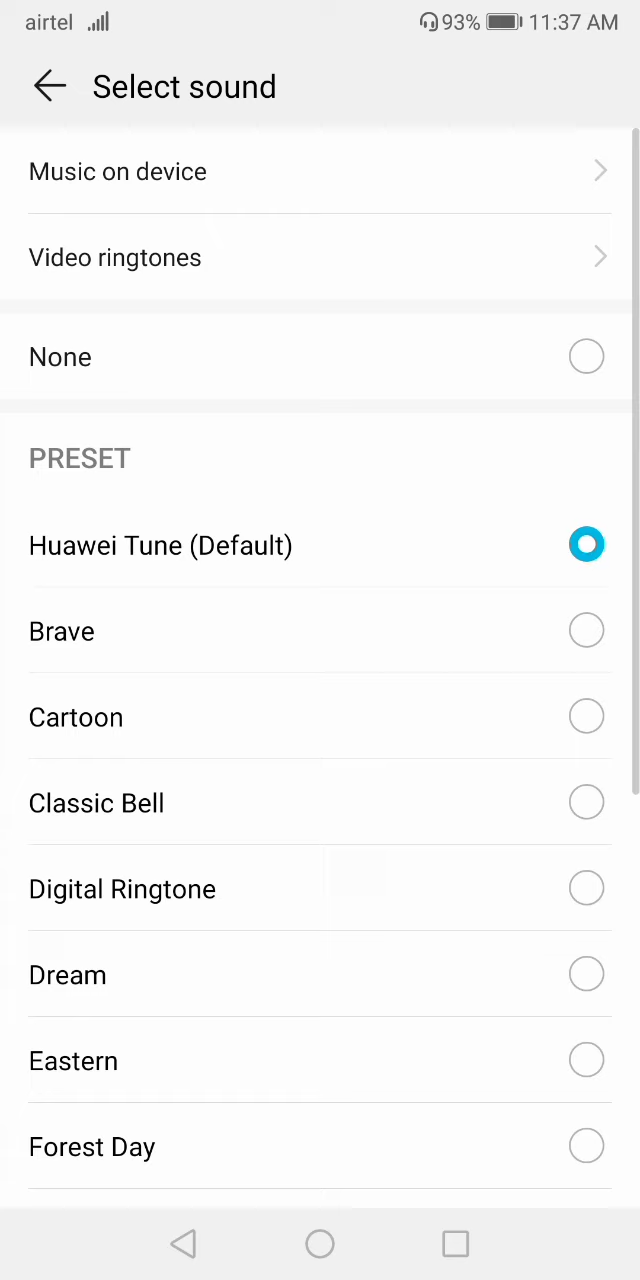 airtel 93% 11:37 AM
Select sound
Music on device
Video ringtones
None
PRESET
Huawei Tune (Default)
Brave
Cartoon
Classic Bell
Digital Ringtone
Dream
Eastern
Forest Day